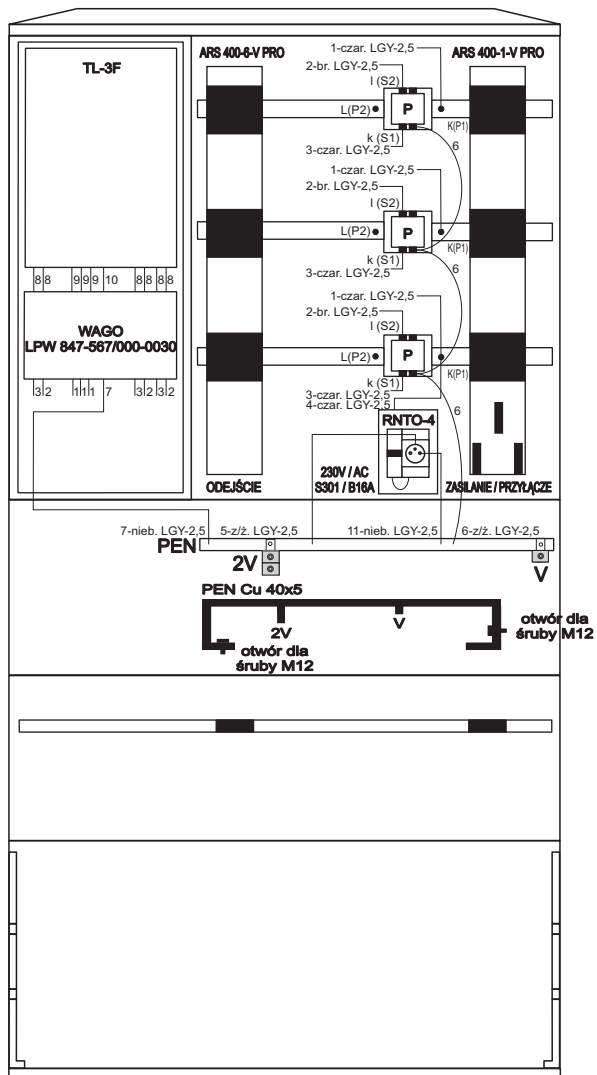 TL-3F
ARS 400-6-V PRO
1-czar. LGY-2,5
ARS 400-1-V PRO
2-br. LGY-2,5
l (S2)
L(P2)
P
K(P1)
k (S1)
3-czar. LGY-2,5
6
1-czar. LGY-2,5
2-br. LGY-2,5
l (S2)
L(P2)
P
K(P1)
k (S1)
3-czar. LGY-2,5
6
8 8 9 9 9 10 8 8 8 8
1-czar. LGY-2,5
2-br. LGY-2,5
l (S2)
WAGO
LPW 847-567/000-0030
L(P2)
P
K(P1)
k (S1)
3 2 1 1 1 7 3 2 3 2
3-czar. LGY-2,5
4-czar. LGY-2,5
6
RNTO-4
230V / AC
S301 / B16A
ODEJŚCIE
ZASILANIE / PRZYŁĄCZE
7-nieb. LGY-2,5 5-z/ż. LGY-2,5 11-nieb. LGY-2,5 6-z/ż. LGY-2,5
PEN
2V
V
PEN Cu 40x5
2V
V
otwór dla
śruby M12
otwór dla
śruby M12